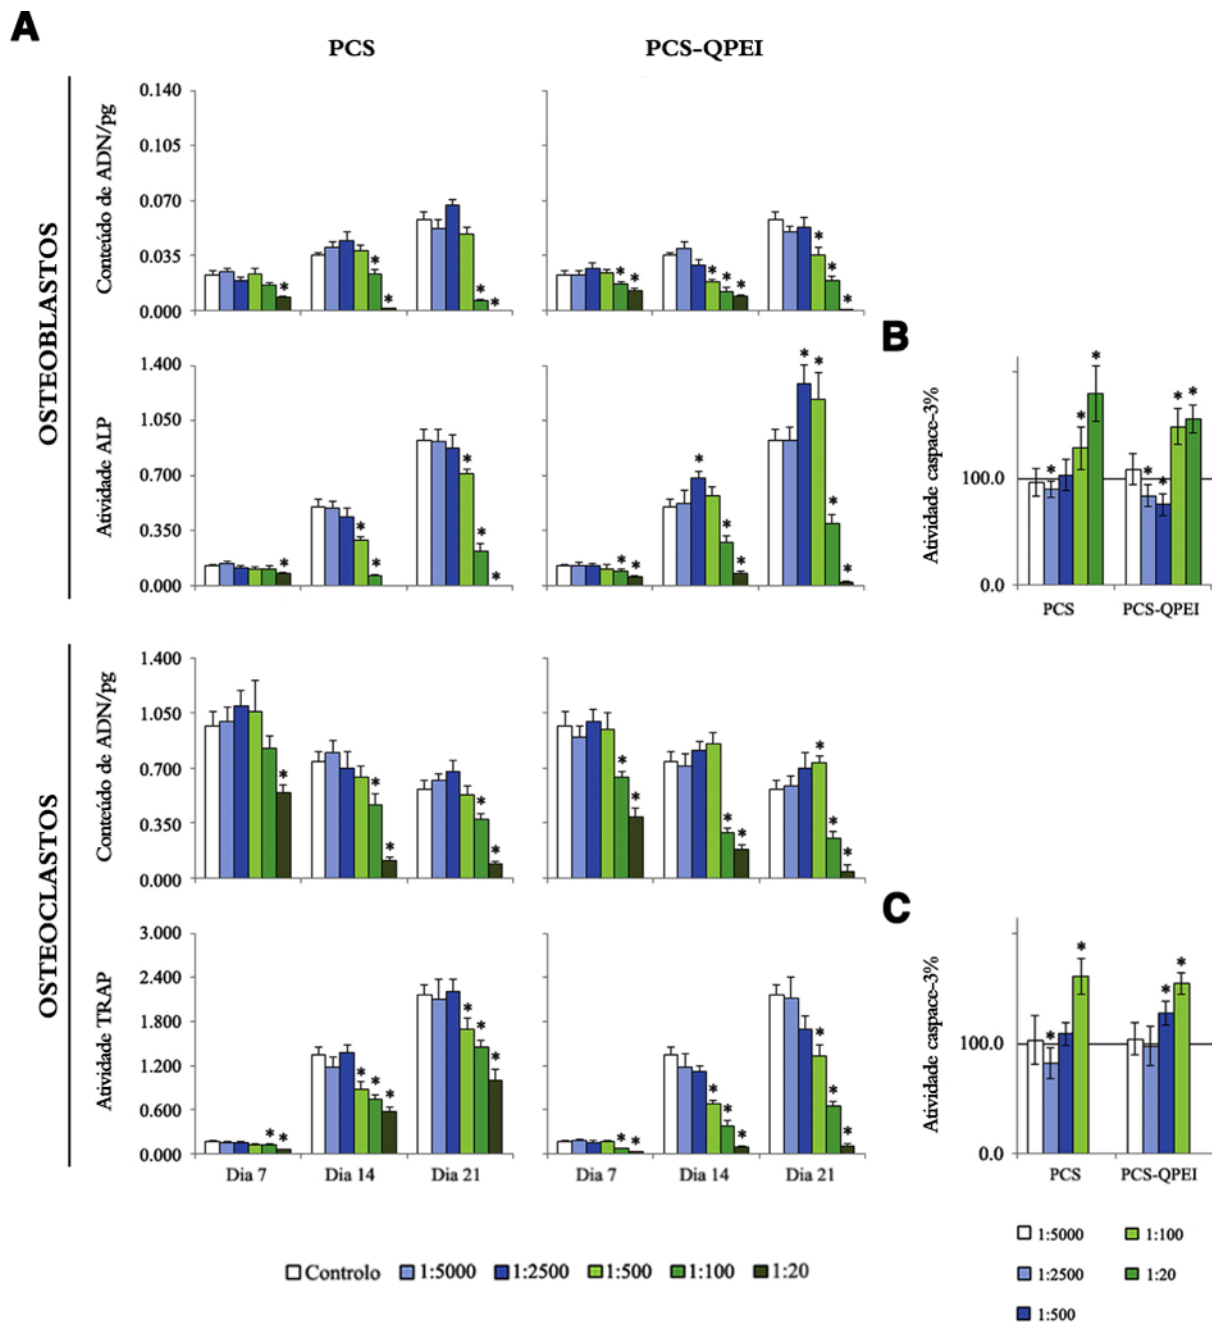 A
PCS
PCS-QPEI
OSTEOBLASTOS
Conteúdo de ADN/pg
0.140
0.105
0.070
0.035
0.000
* * * * *
* * * * * * * *
Atividade ALP
1.400
1.050
0.700
0.350
0.000
* * * * * *
* * * * * * * * *
B
Atividade caspace-3%
100.0
0.0
* * *
* * * *
PCS
PCS-QPEI
OSTEOCLASTOS
Conteúdo de ADN/pg
1.400
1.050
0.700
0.350
0.000
* * * * *
* * * * * * *
Atividade TRAP
3.000
2.400
1.800
1.200
0.600
0.000
* * * * * * * *
* * * * * * * *
Dia 7
Dia 14
Dia 21
Dia 7
Dia 14
Dia 21
C
Atividade caspace-3%
100.0
0.0
* *
* *
PCS
PCS-QPEI
Controlo
1:5000
1:2500
1:500
1:100
1:20
1:5000
1:100
1:2500
1:20
1:500